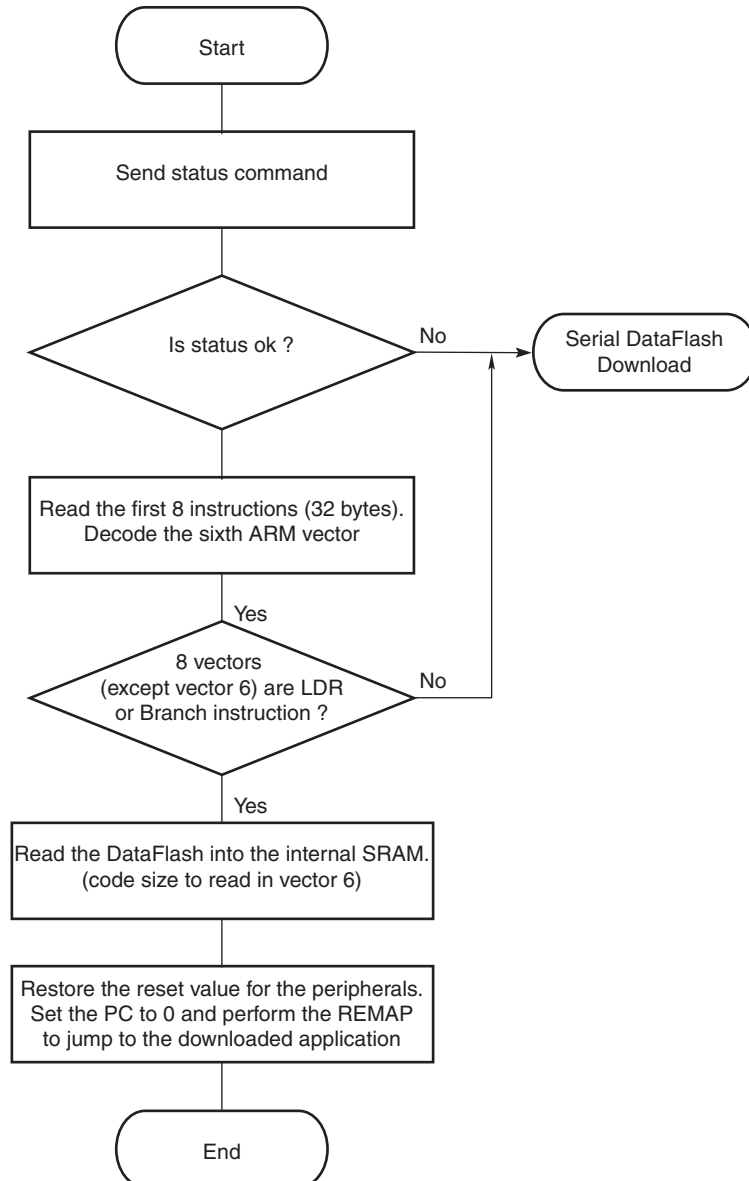 Start
Send status command
Is status ok ?
No
Serial DataFlash
Download
Read the first 8 instructions (32 bytes).
Decode the sixth ARM vector
Yes
8 vectors
(except vector 6) are LDR
or Branch instruction ?
No
Yes
Read the DataFlash into the internal SRAM.
(code size to read in vector 6)
Restore the reset value for the peripherals.
Set the PC to 0 and perform the REMAP
to jump to the downloaded application
End